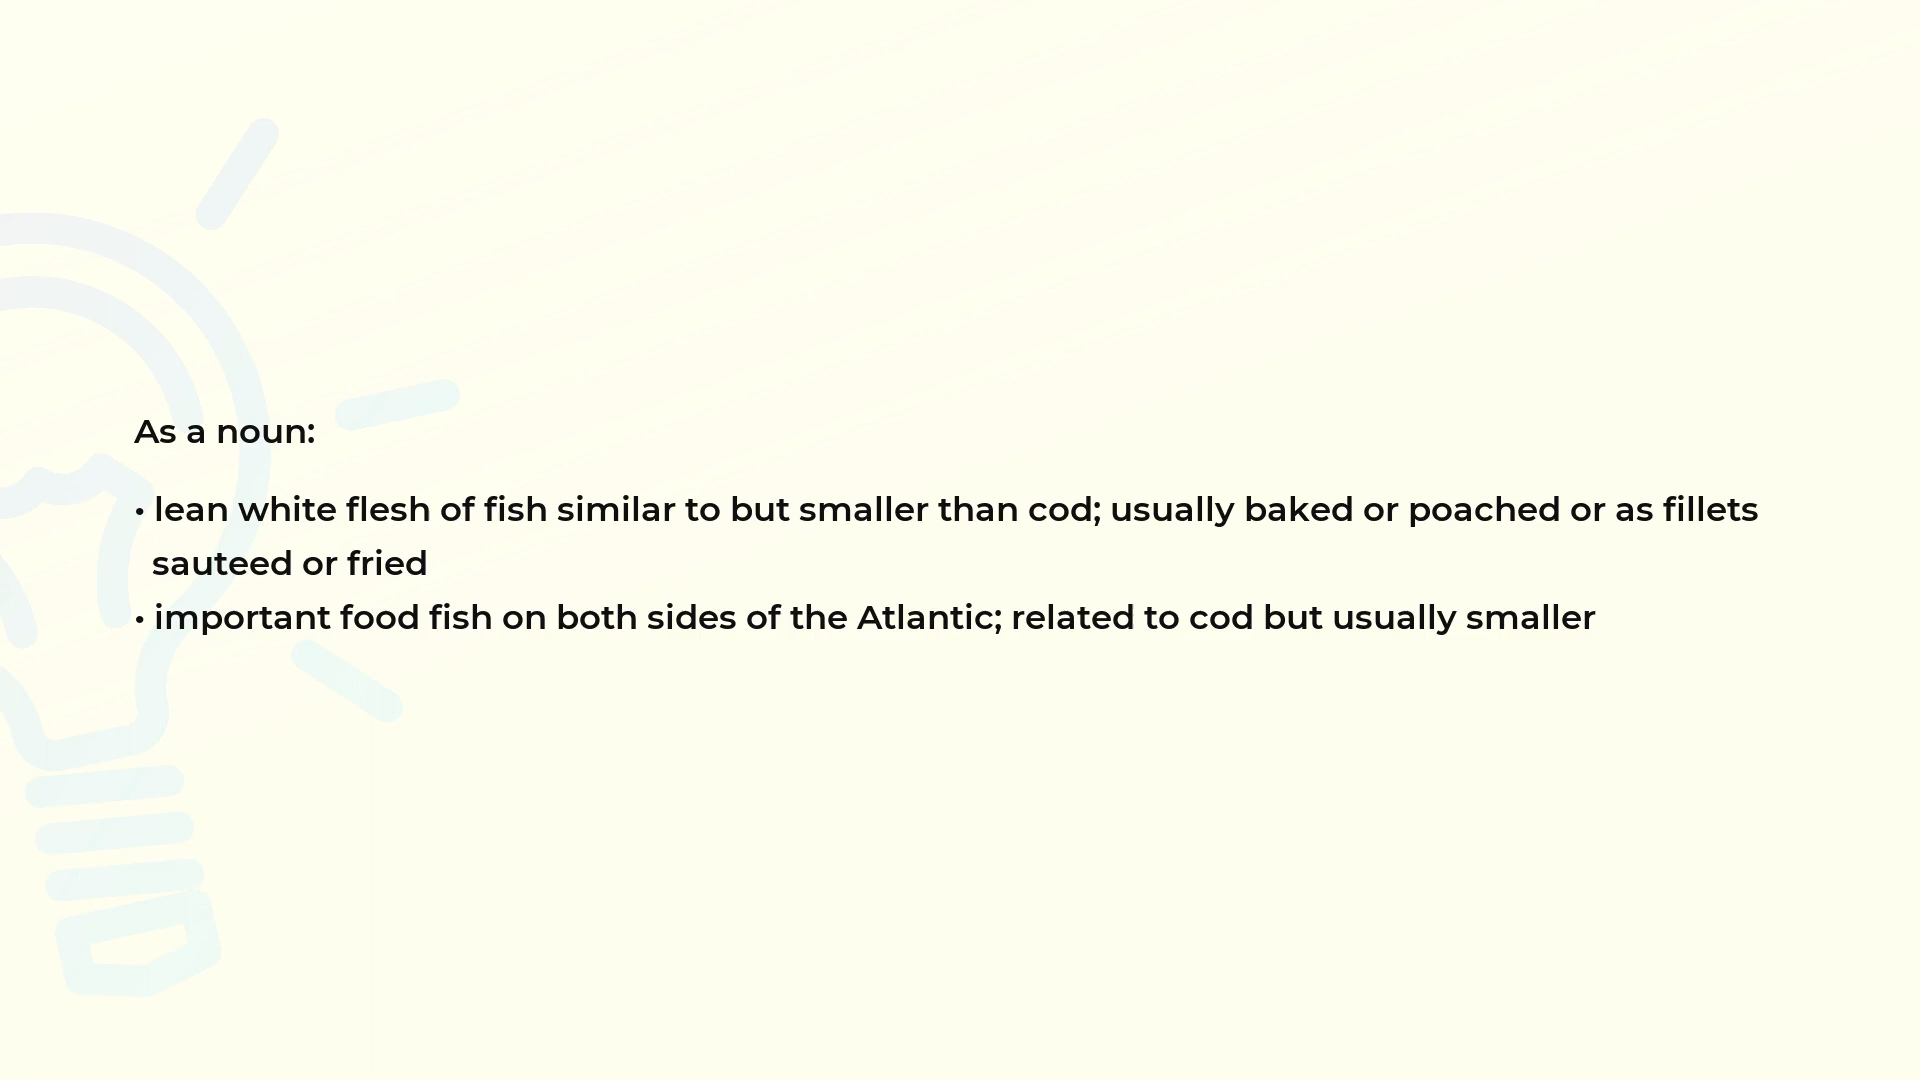 As a noun:
• lean white flesh of fish similar to but smaller than cod; usually baked or poached or as fillets
sauteed or fried
• important food fish on both sides of the Atlantic; related to cod but usually smaller